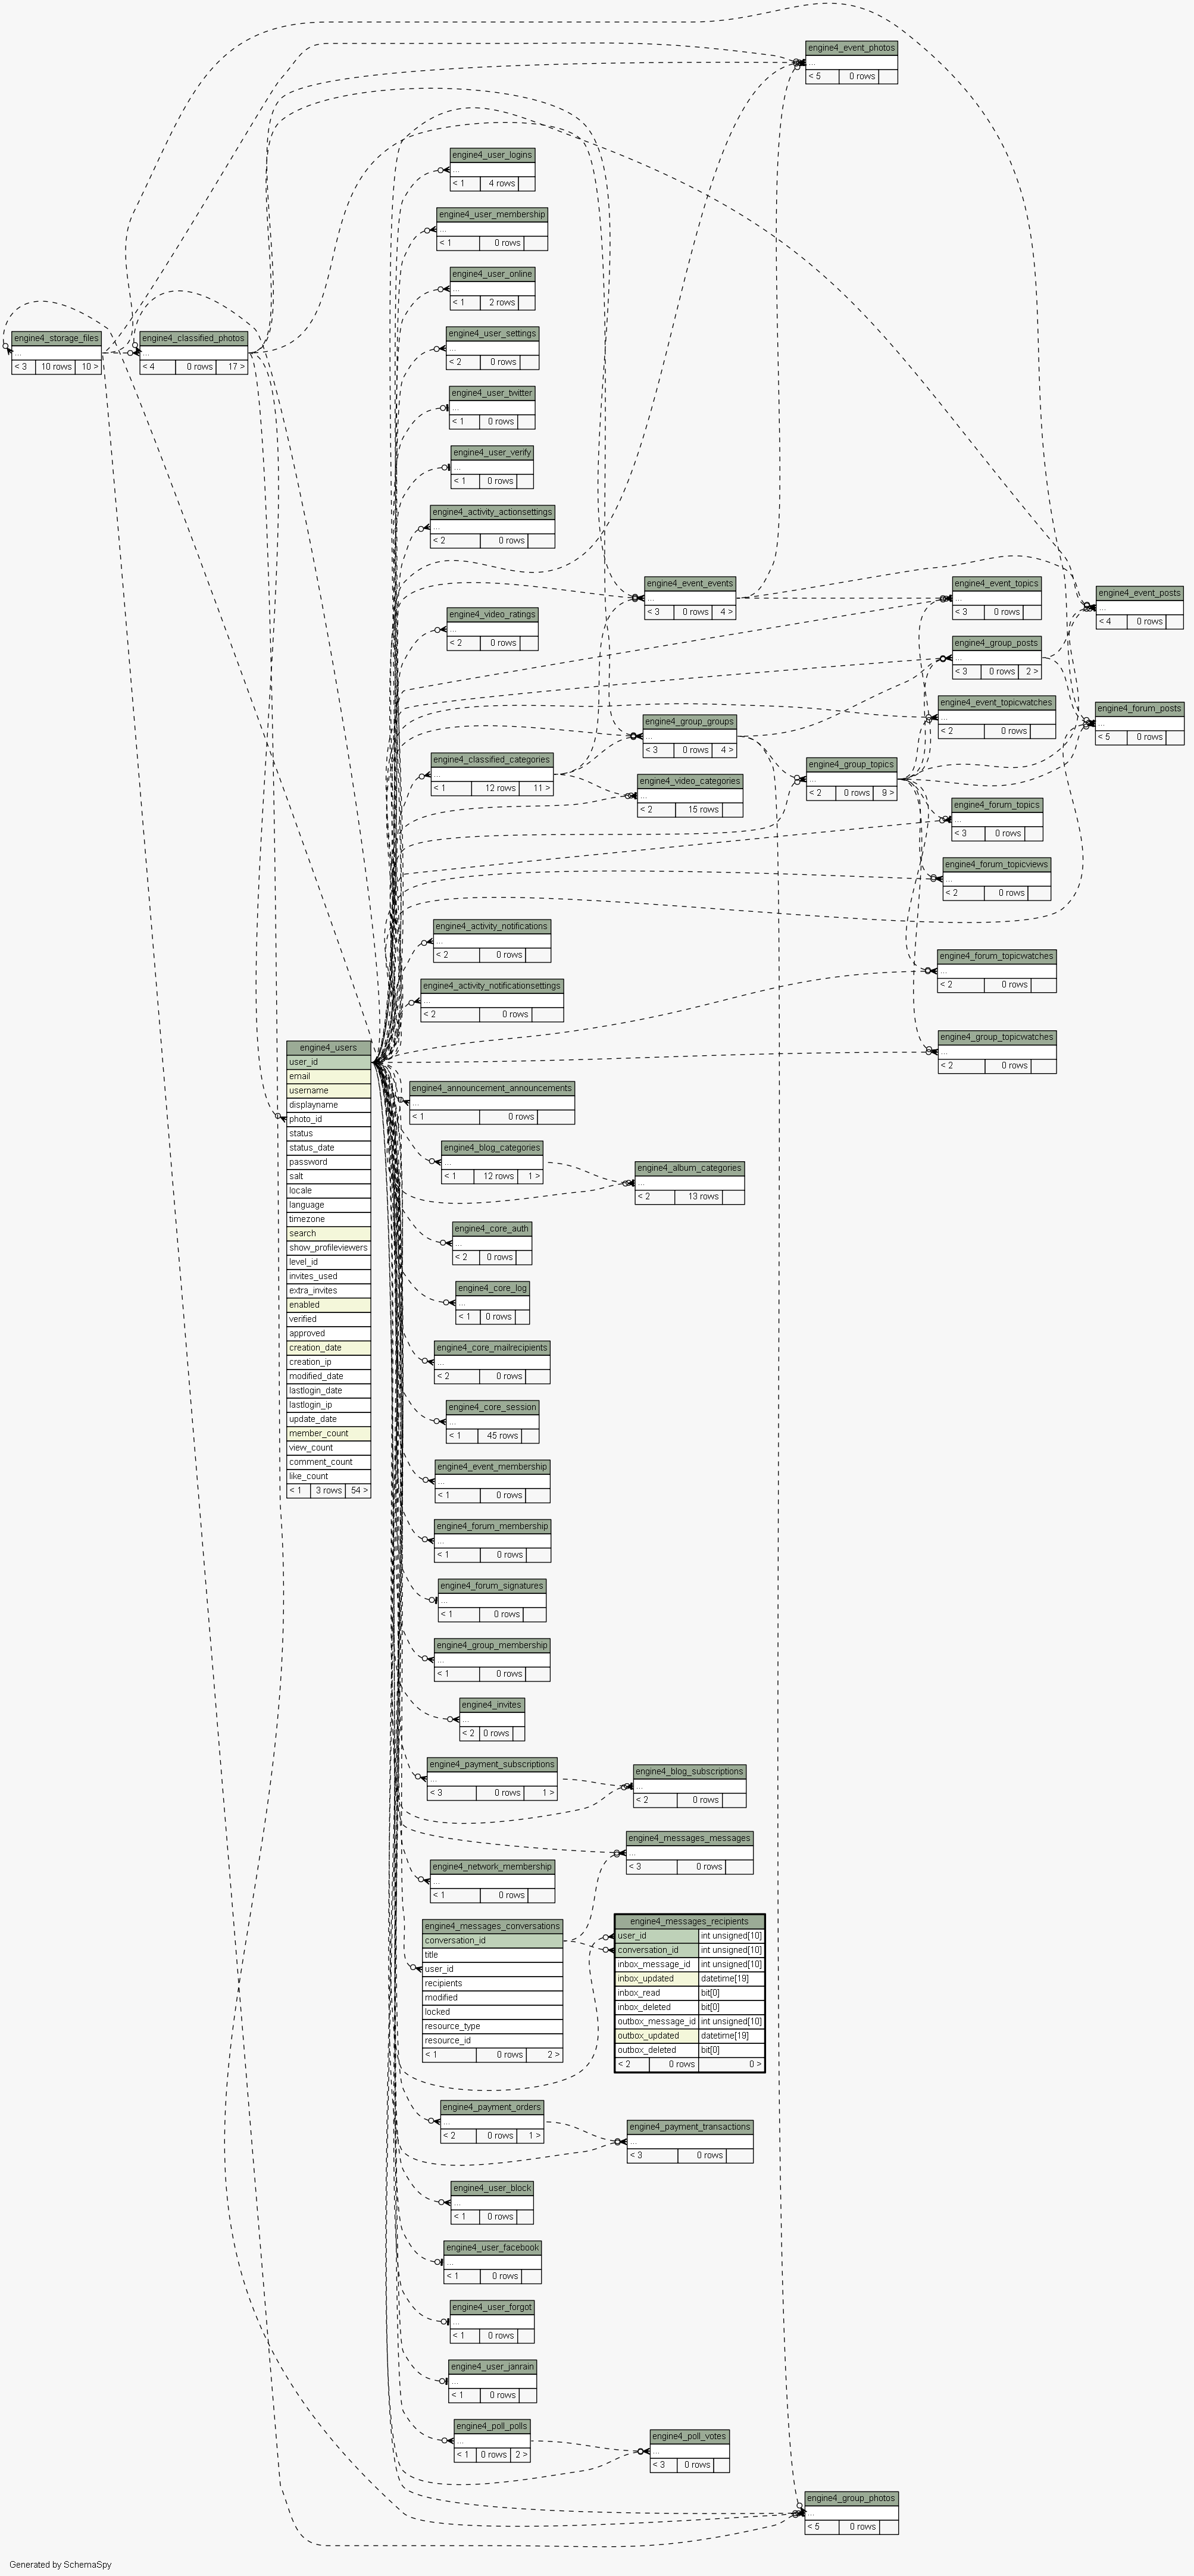 engine4_event_photos
...
< 5 0 rows
engine4_user_logins
...
< 1 4 rows
engine4_user_membership
...
< 1 0 rows
engine4_user_online
...
< 1 2 rows
engine4_storage_files
...
< 3 10 rows 10 >
engine4_classified_photos
...
< 4 0 rows 17 >
engine4_user_settings
...
< 2 0 rows
engine4_user_twitter
...
< 1 0 rows
engine4_user_verify
...
< 1 0 rows
engine4_activity_actionsettings
...
< 2 0 rows
engine4_event_events
...
< 3 0 rows 4 >
engine4_event_topics
...
< 3 0 rows
engine4_event_posts
...
< 4 0 rows
engine4_video_ratings
...
< 2 0 rows
engine4_group_posts
...
< 3 0 rows 2 >
engine4_event_topicwatches
...
< 2 0 rows
engine4_forum_posts
...
< 5 0 rows
engine4_group_groups
...
< 3 0 rows 4 >
engine4_classified_categories
...
< 1 12 rows 11 >
engine4_group_topics
...
< 2 0 rows 9 >
engine4_video_categories
...
< 2 15 rows
engine4_forum_topics
...
< 3 0 rows
engine4_forum_topicviews
...
< 2 0 rows
engine4_activity_notifications
...
< 2 0 rows
engine4_forum_topicwatches
...
< 2 0 rows
engine4_activity_notificationsettings
...
< 2 0 rows
engine4_group_topicwatches
...
< 2 0 rows
engine4_users
user_id
email
username
displayname
photo_id
status
status_date
password
salt
locale
language
timezone
search
show_profileviewers
level_id
invites_used
extra_invites
enabled
verified
approved
creation_date
creation_ip
modified_date
lastlogin_date
lastlogin_ip
update_date
member_count
view_count
comment_count
like_count
< 1 3 rows 54 >
engine4_announcement_announcements
...
< 1 0 rows
engine4_blog_categories
...
< 1 12 rows 1 >
engine4_album_categories
...
< 2 13 rows
engine4_core_auth
...
< 2 0 rows
engine4_core_log
...
< 1 0 rows
engine4_core_mailrecipients
...
< 2 0 rows
engine4_core_session
...
< 1 45 rows
engine4_event_membership
...
< 1 0 rows
engine4_forum_membership
...
< 1 0 rows
engine4_forum_signatures
...
< 1 0 rows
engine4_group_membership
...
< 1 0 rows
engine4_invites
...
< 2 0 rows
engine4_payment_subscriptions
...
< 3 0 rows 1 >
engine4_blog_subscriptions
...
< 2 0 rows
engine4_messages_messages
...
< 3 0 rows
engine4_network_membership
...
< 1 0 rows
engine4_messages_conversations
conversation_id
title
user_id
recipients
modified
locked
resource_type
resource_id
< 1 0 rows 2 >
engine4_messages_recipients
user_id int unsigned[10]
conversation_id int unsigned[10]
inbox_message_id int unsigned[10]
inbox_updated datetime[19]
inbox_read bit[0]
inbox_deleted bit[0]
outbox_message_id int unsigned[10]
outbox_updated datetime[19]
outbox_deleted bit[0]
< 2 0 rows 0 >
engine4_payment_orders
...
< 2 0 rows 1 >
engine4_payment_transactions
...
< 3 0 rows
engine4_user_block
...
< 1 0 rows
engine4_user_facebook
...
< 1 0 rows
engine4_user_forgot
...
< 1 0 rows
engine4_user_janrain
...
< 1 0 rows
engine4_poll_polls
...
< 1 0 rows 2 >
engine4_poll_votes
...
< 3 0 rows
engine4_group_photos
...
< 5 0 rows
Generated by SchemaSpy